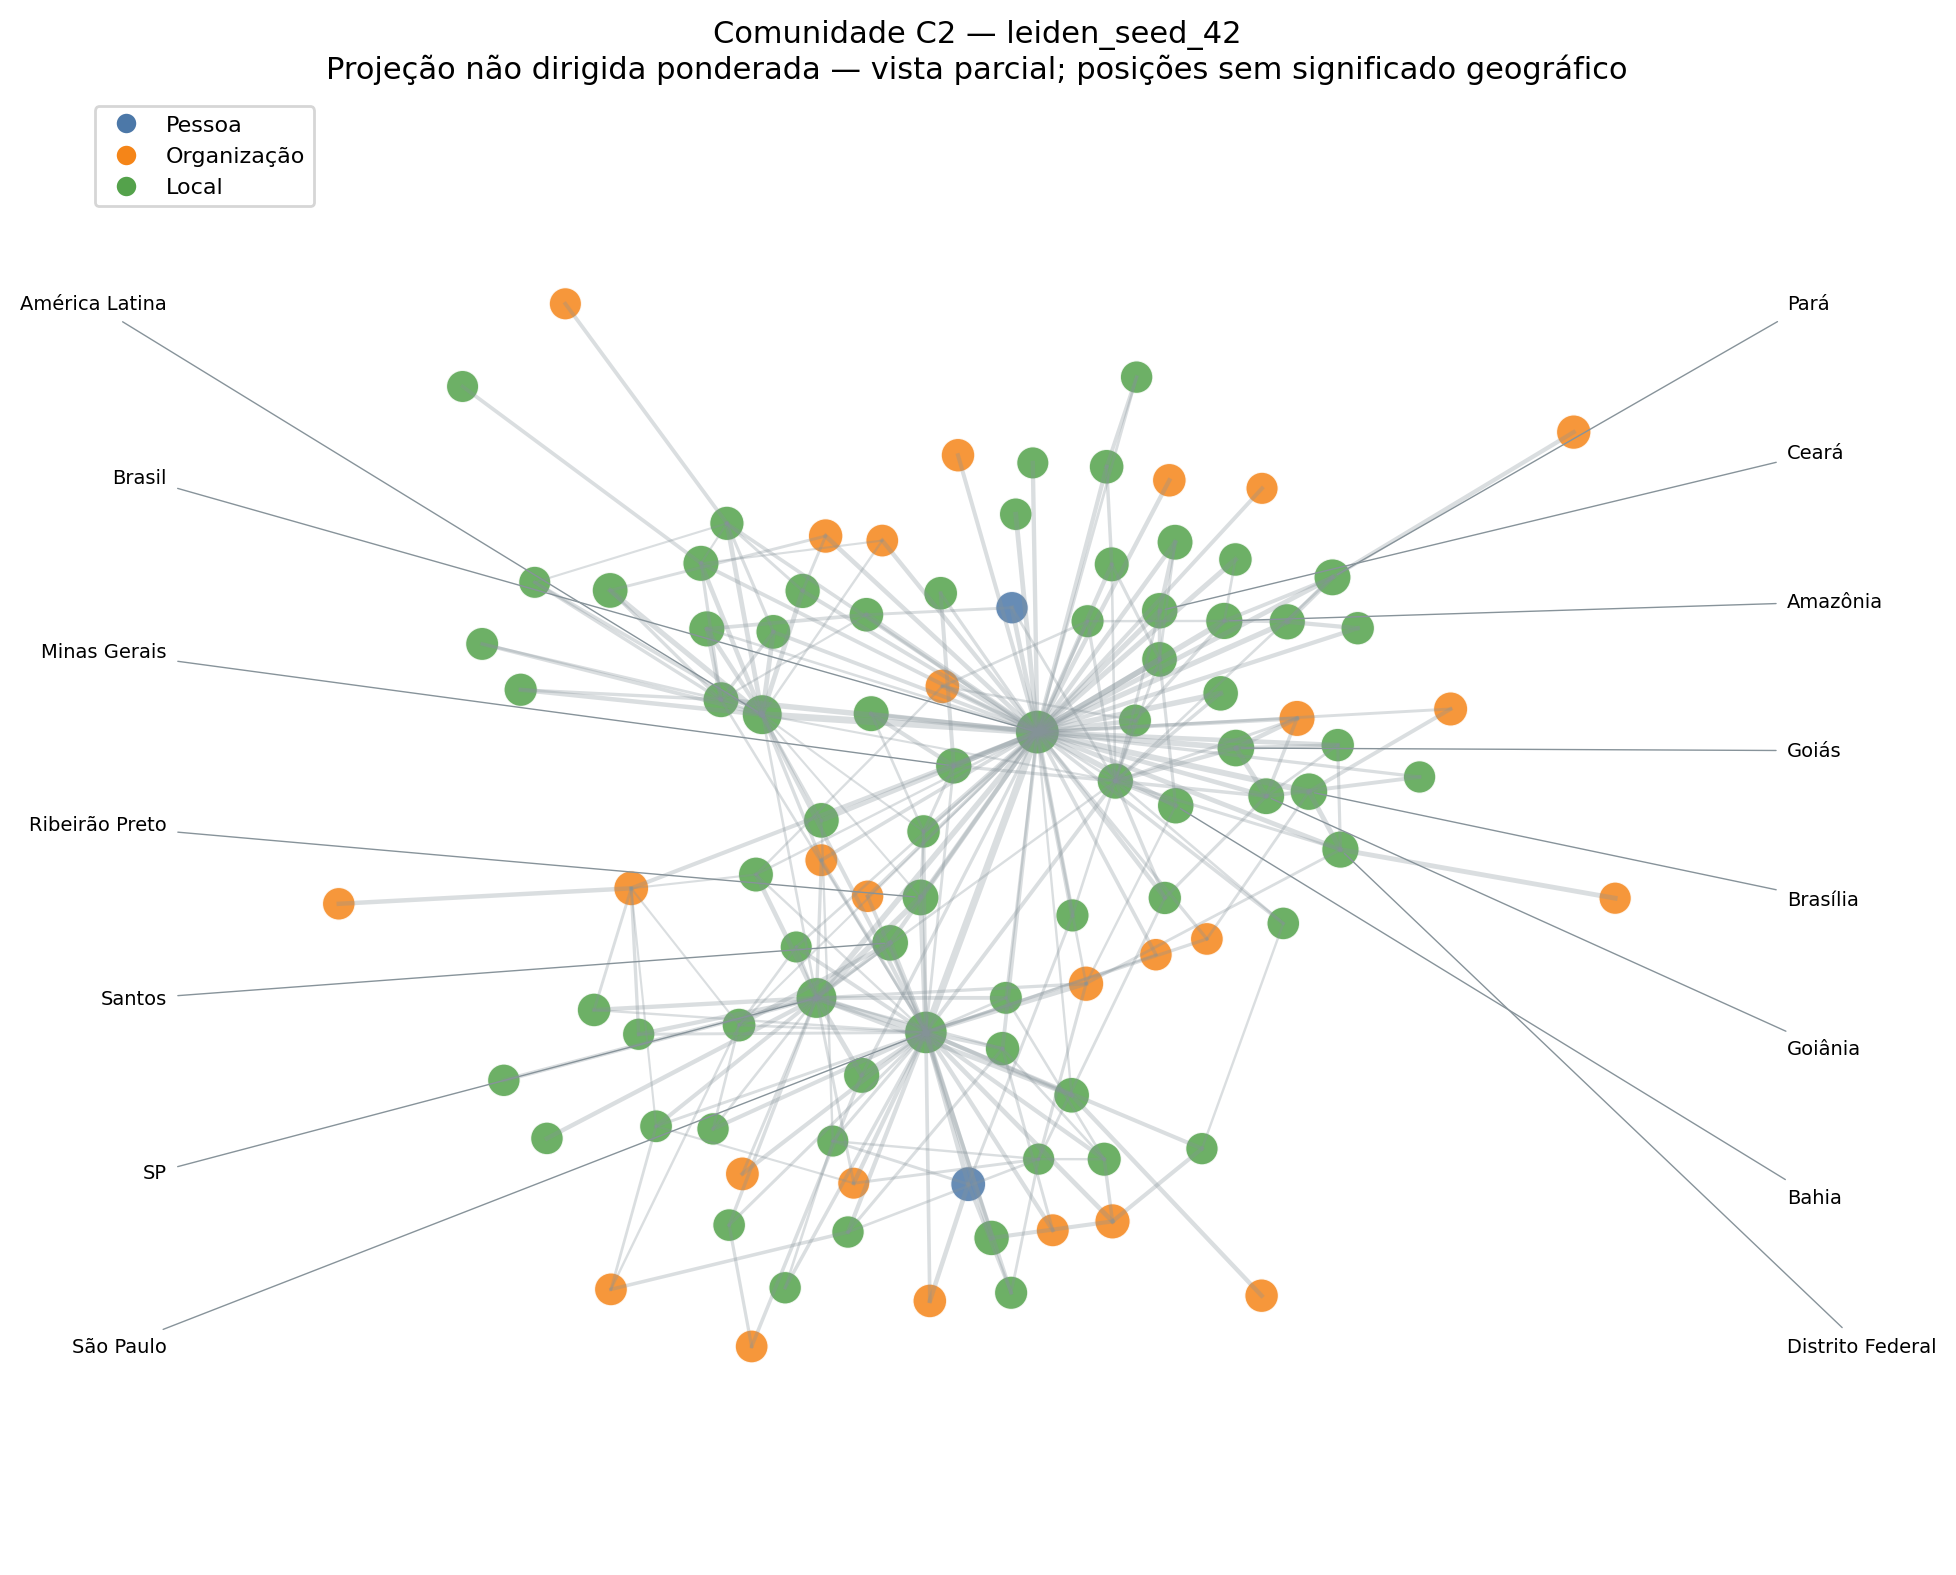 Comunidade C2 — leiden_seed_42
Projeção não dirigida ponderada — vista parcial; posições sem significado geográfico
Pessoa
Organização
Local
América Latina
Brasil
Minas Gerais
Ribeirão Preto
Santos
SP
São Paulo
Pará
Ceará
Amazônia
Goiás
Brasília
Goiânia
Bahia
Distrito Federal